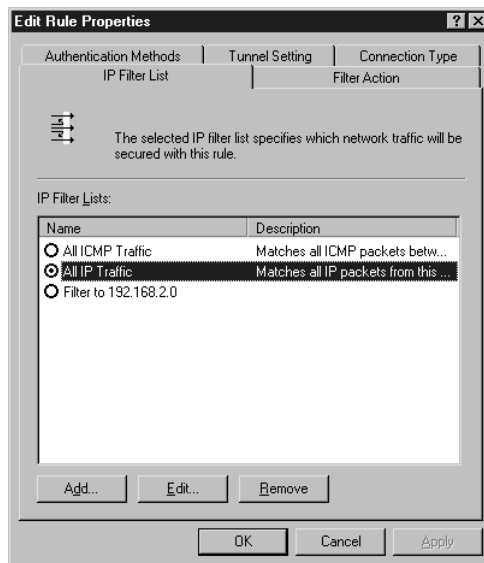 Edit Rule Properties
Authentication Methods Tunnel Setting Connection Type
IP Filter List Filter Action
The selected IP filter list specifies which network traffic will be
secured with this rule.
IP Filter Lists:
Name Description
All ICMP Traffic Matches all ICMP packets betw...
All IP Traffic Matches all IP packets from this ...
Filter to 192.168.2.0
Add... Edit... Remove
OK Cancel Apply